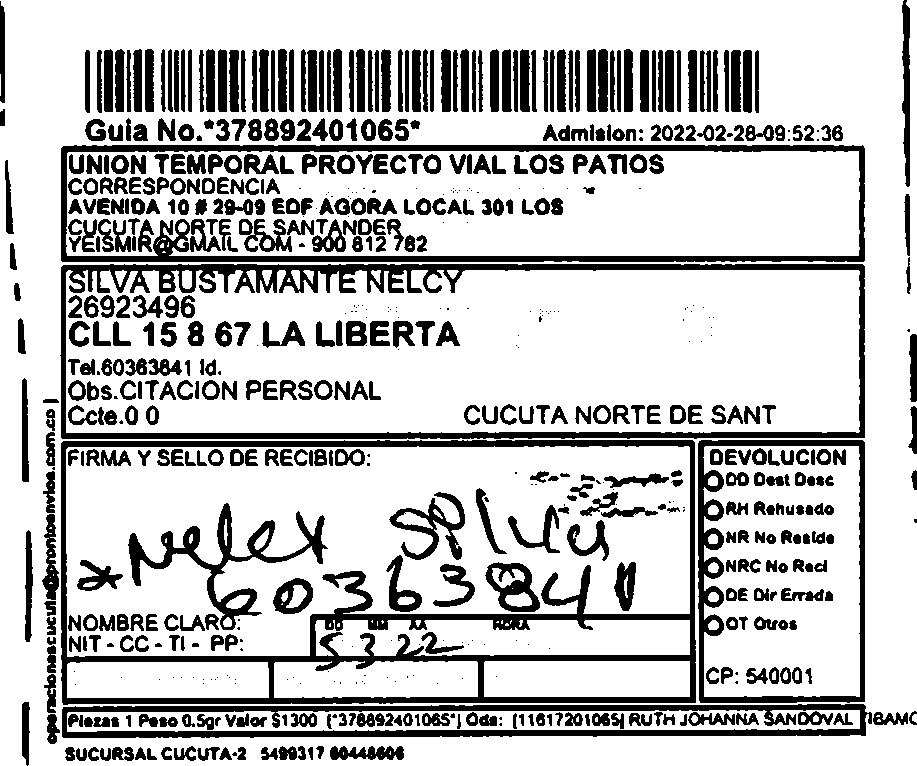 Guia No.*378892401065*
Admision: 2022-02-28-09:52:36
UNION TEMPORAL PROYECTO VIAL LOS PATIOS
CORRESPONDENCIA
AVENIDA 10 # 29-09 EDF AGORA LOCAL 301 LOS
CUCUTA NORTE DE SANTANDER
YEISMIR@GMAIL COM - 900 812 782
SILVA BUSTAMANTE NELCY
26923496
CLL 15 8 67 LA LIBERTA
Tel.60363841 Id.
Obs.CITACION PERSONAL
Ccte.0 0
CUCUTA NORTE DE SANT
operacionescucuta@prontoenvios.com.co
FIRMA Y SELLO DE RECIBIDO:
Nelcy Silva
60363841
NOMBRE CLARO:
NIT - CC - TI - PP:
DD MM AA HORA
5 3 22
DEVOLUCION
DD Dest Desc
RH Rehusado
NR No Reside
NRC No Recl
DE Dir Errada
OT Otros
CP: 540001
Piezas 1 Peso 0.5gr Valor $1300 (*378892401065*) Ods: (11617201065) RUTH JOHANNA SANDOVAL TIBAMO
SUCURSAL CUCUTA-2 5499317 60448606